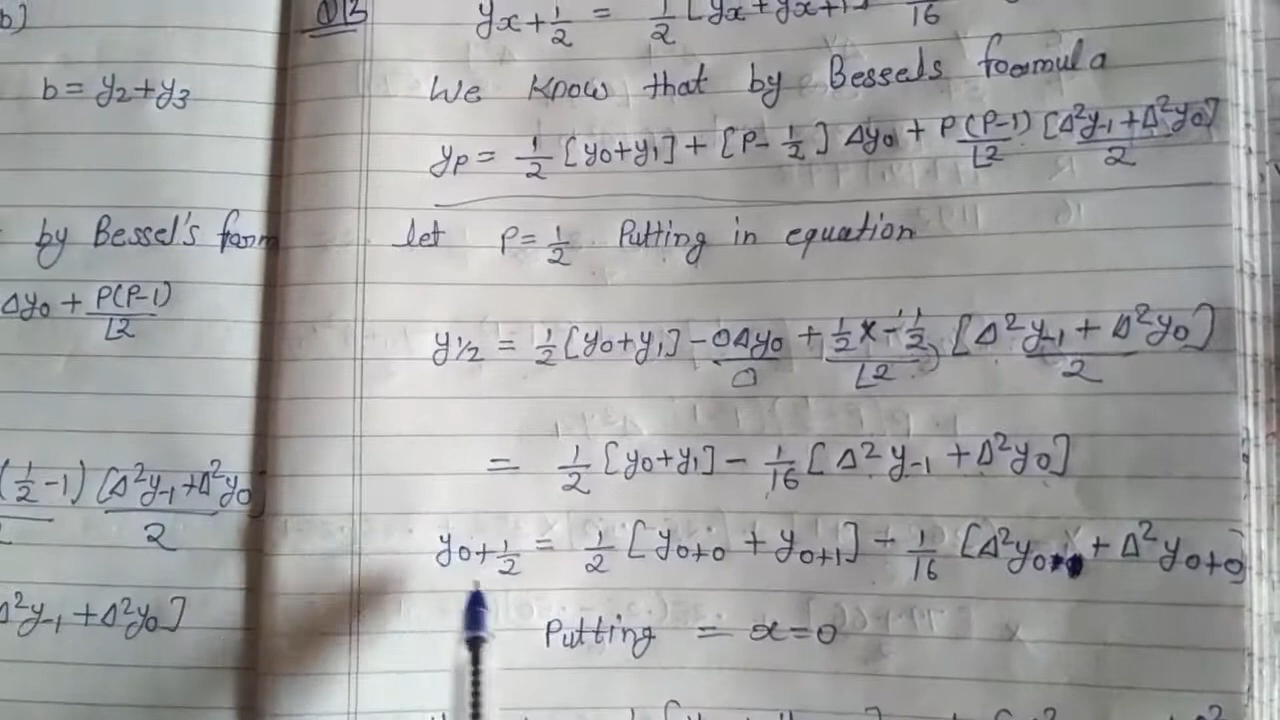 b]
b = y2+y3
by Bessel's form
Δy0 + P(P-1)/⌊2
(1/2 -1) [Δ²y-1 + Δ²y0]/2
Δ²y-1 + Δ²y0]
Q12
yx+1/2 = 1/2 [yx+yx+1] 1/16
We Know that by Bessels foormula
yp = 1/2 [y0+y1] + [P- 1/2] Δy0 + P(P-1)/⌊2 [Δ²y-1 + Δ²y0]/2
let P = 1/2 Putting in equation
y1/2 = 1/2 [y0+y1] - 0Δy0/0 + 1/2 x - 1/2 /⌊2 [Δ²y-1 + Δ²y0]/2
= 1/2 [y0+y1] - 1/16 [Δ²y-1 + Δ²y0]
y0+1/2 = 1/2 [y0+0 + y0+1] - 1/16 [Δ²y0 + Δ²y0+0]
Putting = x=0